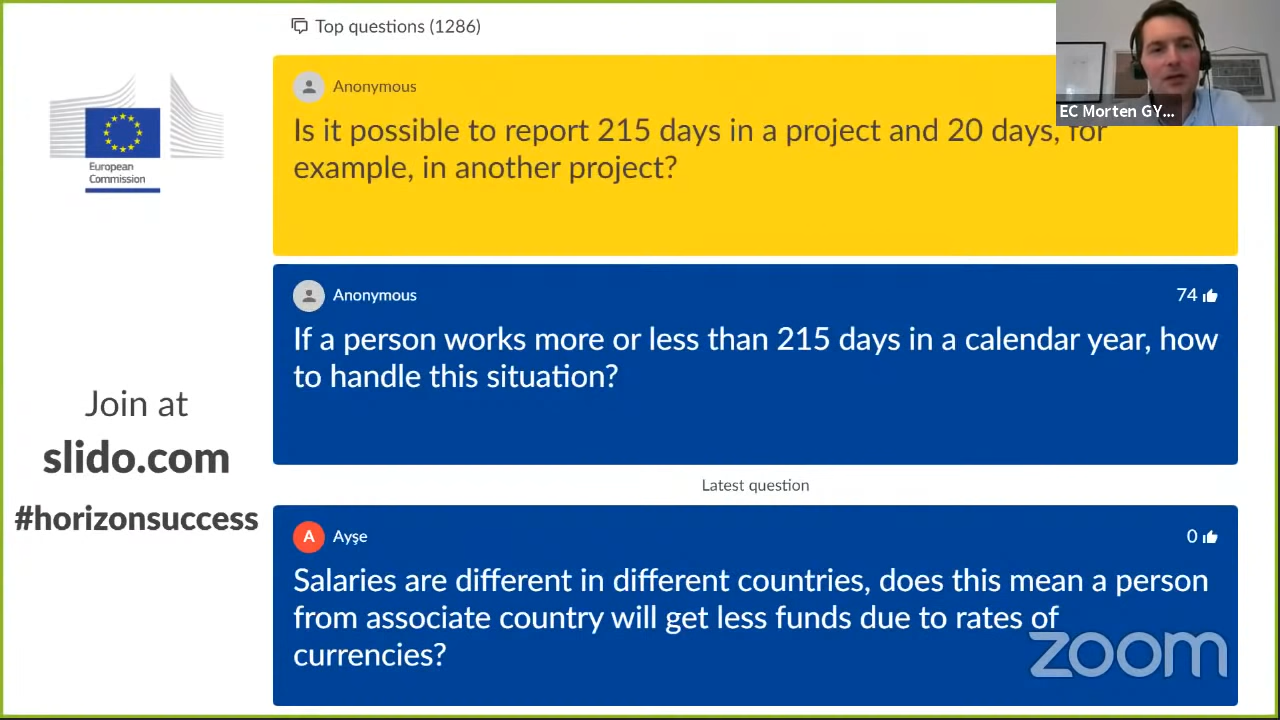 Top questions (1286)
Anonymous
Is it possible to report 215 days in a project and 20 days, for
example, in another project?
EC Morten GY...
European
Commission
Anonymous
74
If a person works more or less than 215 days in a calendar year, how
to handle this situation?
Join at
slido.com
#horizonsuccess
Latest question
A
Ayşe
0
Salaries are different in different countries, does this mean a person
from associate country will get less funds due to rates of
currencies?
zoom